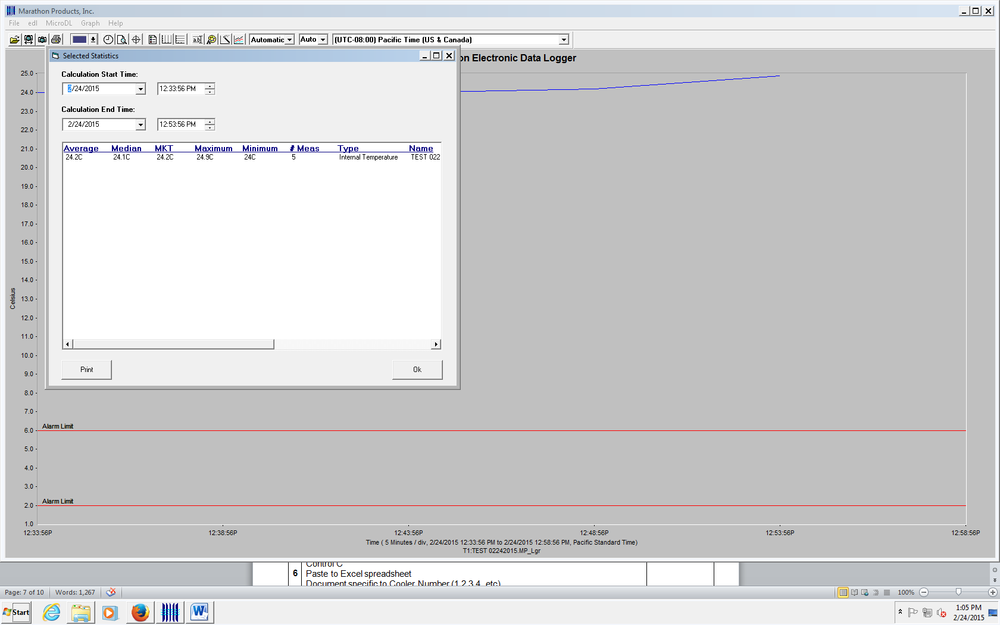 Marathon Products, Inc.
File edl MicroDL Graph Help
Automatic Auto (UTC-08:00) Pacific Time (US & Canada)
on Electronic Data Logger
Selected Statistics
Calculation Start Time:
2/24/2015 12:33:56 PM
Calculation End Time:
2/24/2015 12:53:56 PM
Average Median MKT Maximum Minimum # Meas Type Name
24.2C 24.1C 24.2C 24.9C 24C 5 Internal Temperature TEST 022
Print Ok
Celsius
25.0
24.0
23.0
22.0
21.0
20.0
19.0
18.0
17.0
16.0
15.0
14.0
13.0
12.0
11.0
10.0
9.0
8.0
7.0
6.0
5.0
4.0
3.0
2.0
1.0
Alarm Limit
Alarm Limit
12:33:56P 12:38:56P 12:43:56P 12:48:56P 12:53:56P 12:58:56P
Time ( 5 Minutes / div, 2/24/2015 12:33:56 PM to 2/24/2015 12:58:56 PM, Pacific Standard Time)
T1:TEST 02242015.MP_Lgr
Control C
6 Paste to Excel spreadsheet
Document specific to Cooler Number (1,2,3,4, etc)
Page: 7 of 10 Words: 1,267 100%
Start
1:05 PM
2/24/2015